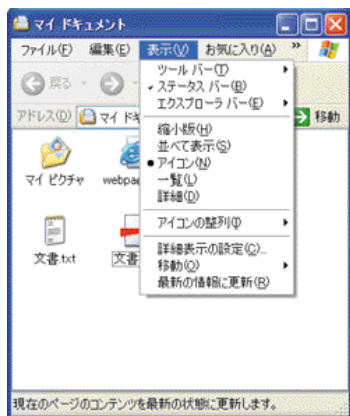 マイ ドキュメント
ファイル(F) 編集(E) 表示(V) お気に入り(A) »
戻る
アドレス(D) マイ ドキ 移動
ツール バー(T)
ステータス バー(B)
エクスプローラ バー(E)
縮小版(H)
並べて表示(S)
アイコン(N)
一覧(L)
詳細(D)
アイコンの整列(I)
詳細表示の設定(C)...
移動(O)
最新の情報に更新(R)
マイ ピクチャ webpa
文書.txt 文書
現在のページのコンテンツを最新の状態に更新します。